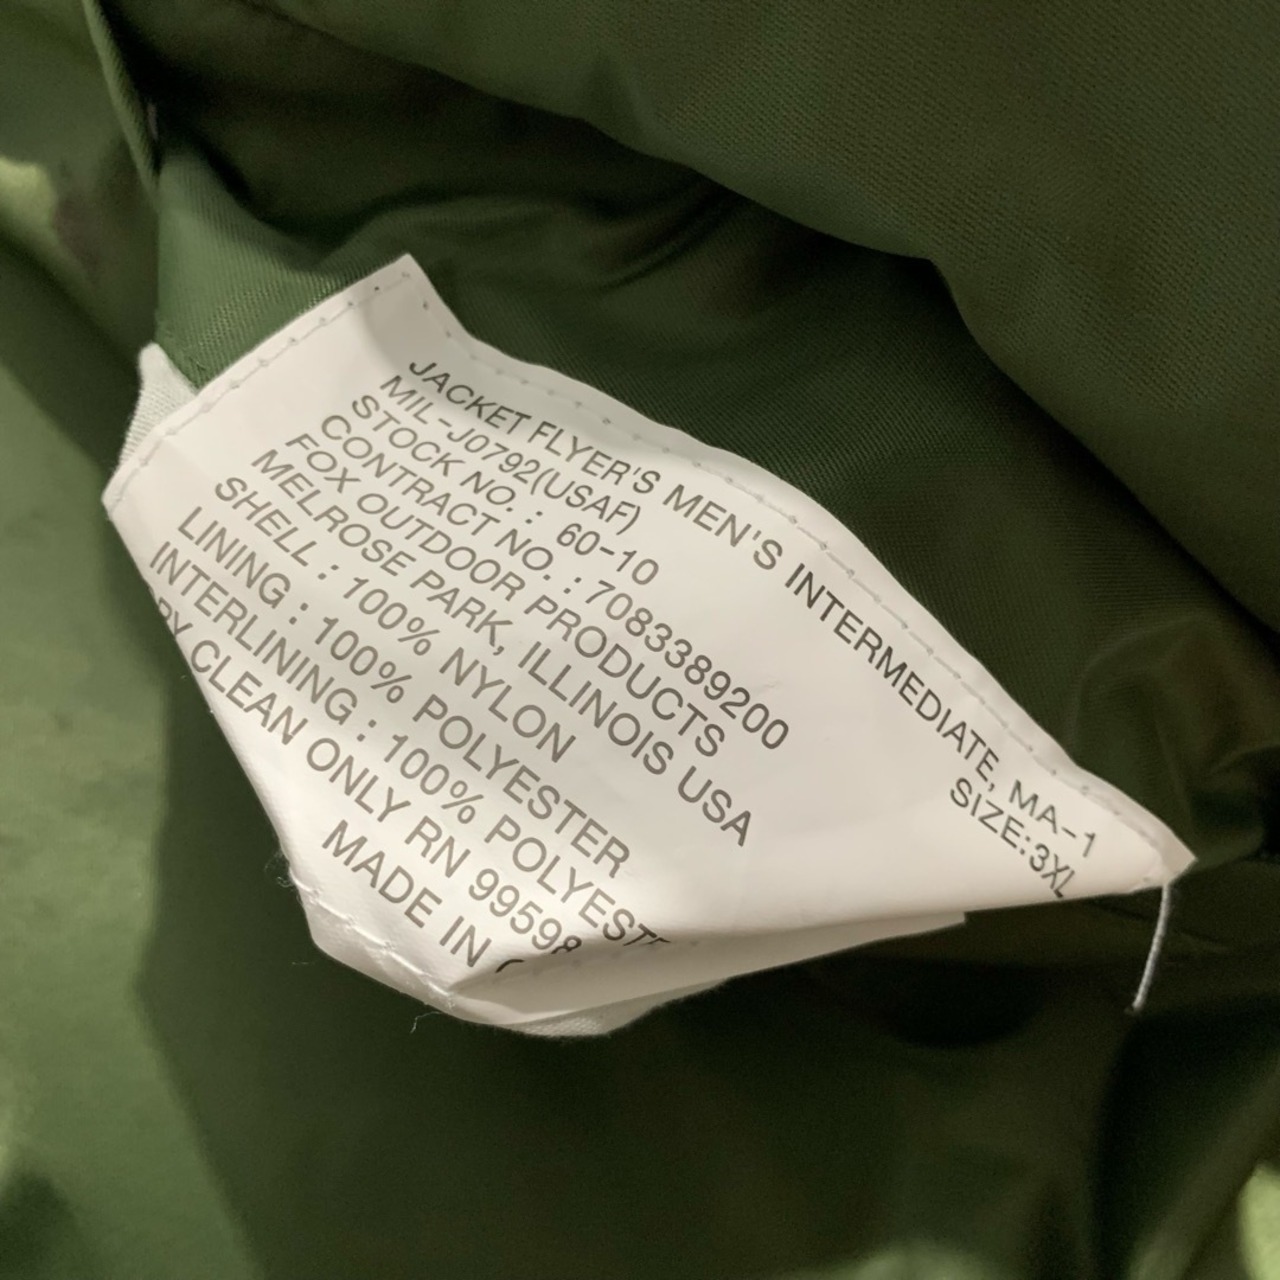 JACKET FLYER'S MEN'S INTERMEDIATE, MA-1
MIL-J0792(USAF) SIZE:3XL
STOCK NO. : 60-10
CONTRACT NO. : 7083389200
FOX OUTDOOR PRODUCTS
MELROSE PARK, ILLINOIS USA
SHELL : 100% NYLON
LINING : 100% POLYESTER
INTERLINING : 100% POLYEST
CLEAN ONLY RN 99598
MADE IN